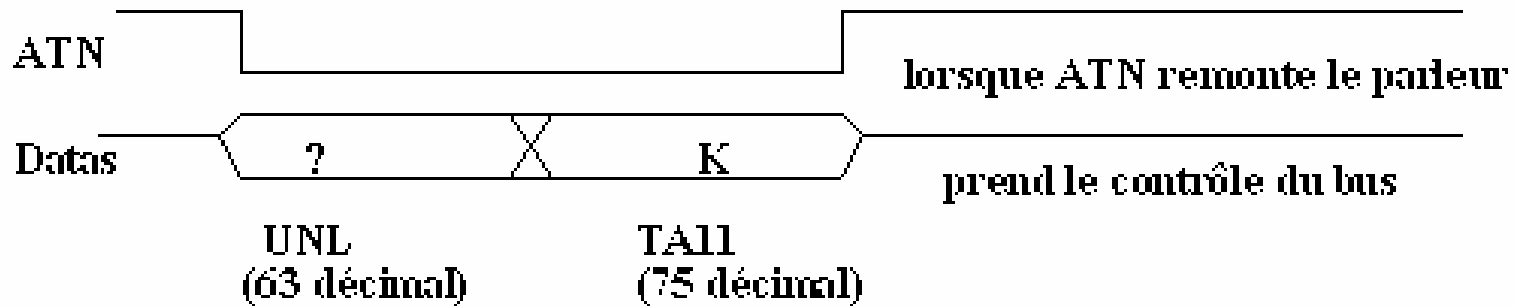 ATN
lorsque ATN remonte le parleur
Datas
?
K
prend le contrôle du bus
UNL
TA11
(63 décimal)
(75 décimal)